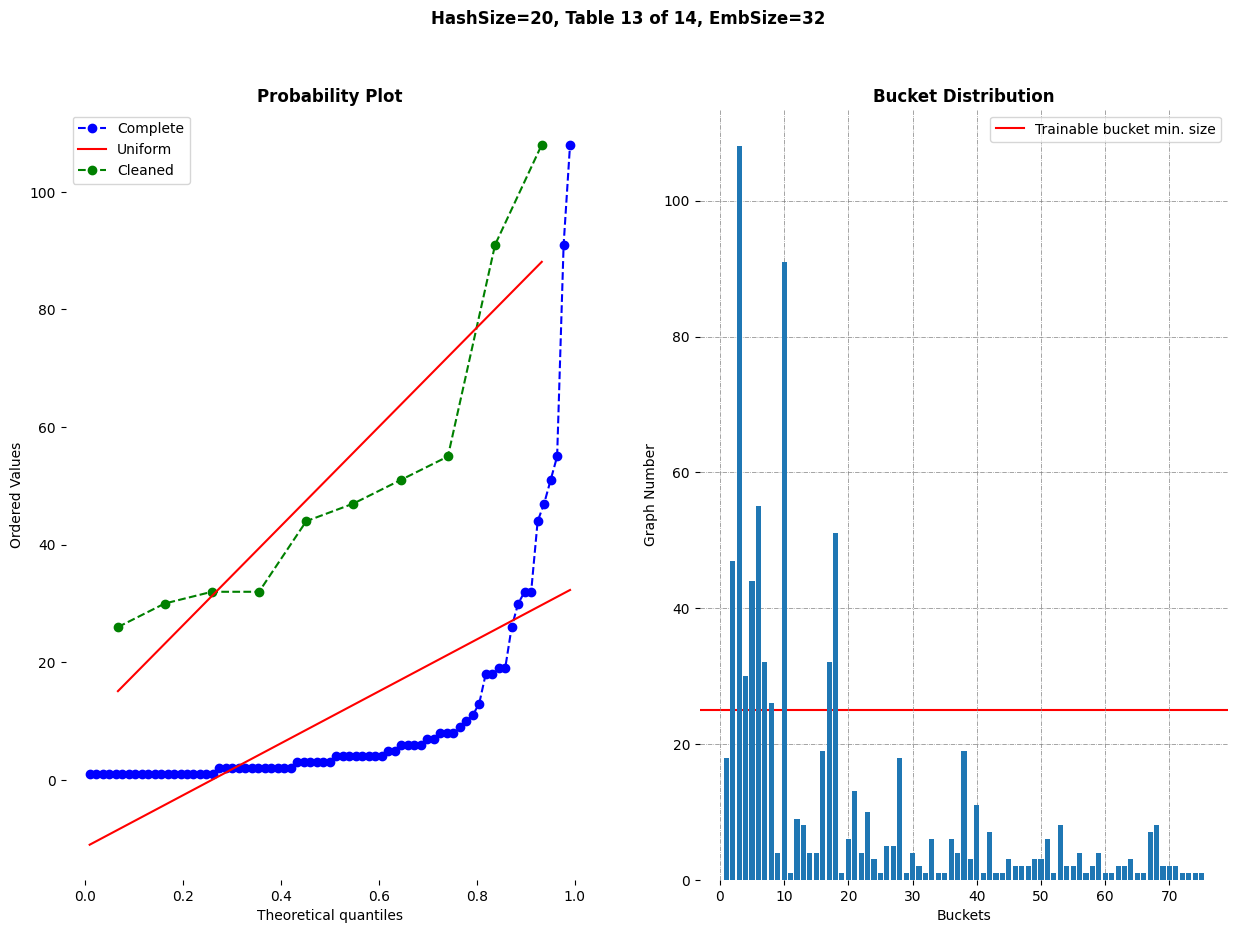 HashSize=20, Table 13 of 14, EmbSize=32
Probability Plot
Complete
Uniform
Cleaned
Ordered Values
100
80
60
40
20
0
0.0 0.2 0.4 0.6 0.8 1.0
Theoretical quantiles
Bucket Distribution
Trainable bucket min. size
Graph Number
100
80
60
40
20
0
0 10 20 30 40 50 60 70
Buckets